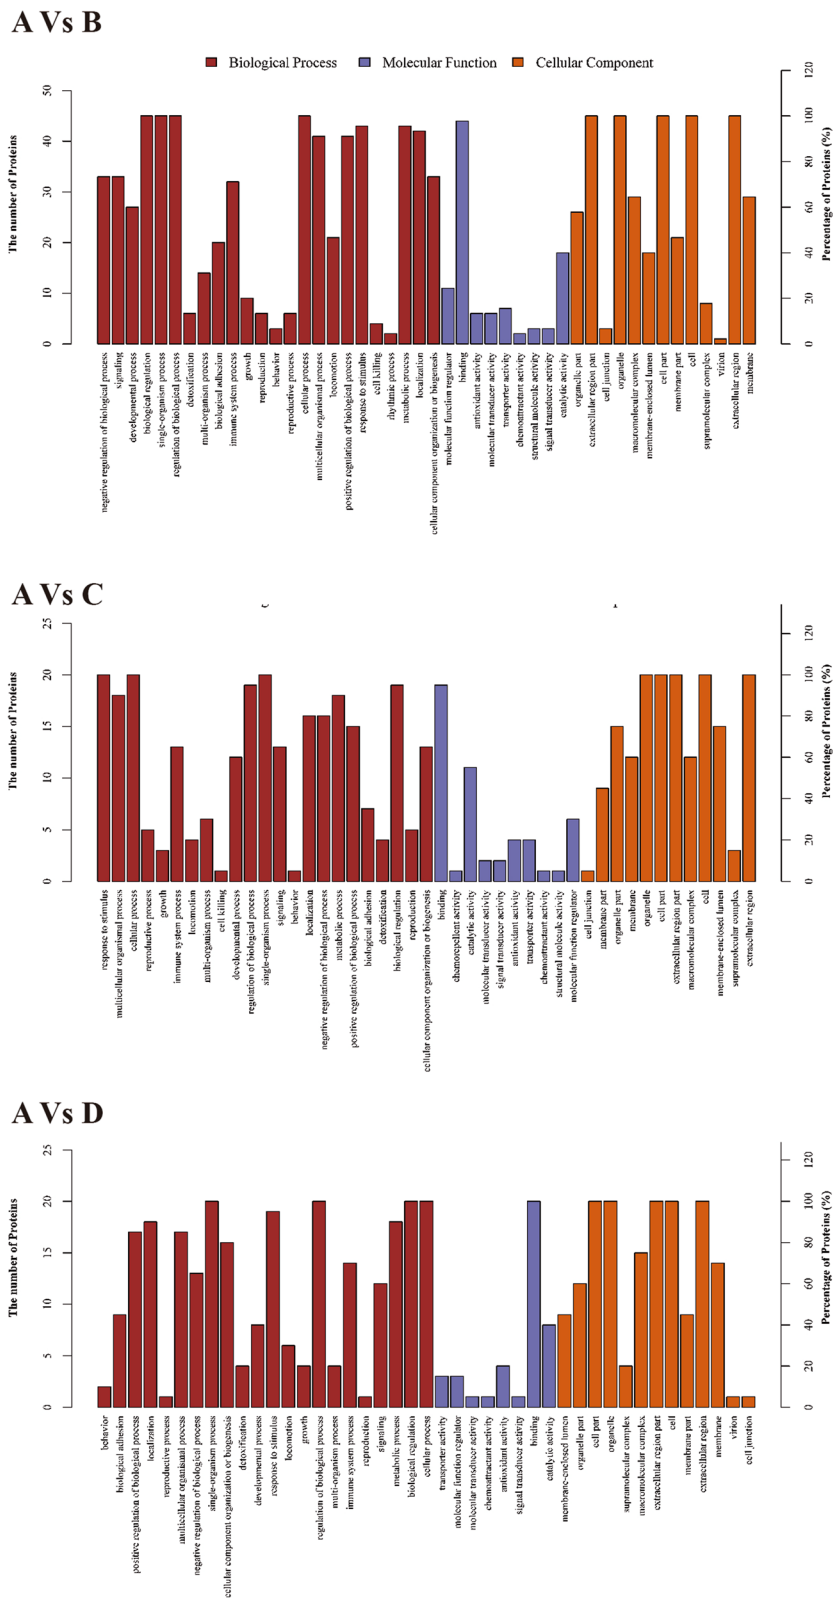 A Vs B
Biological Process
Molecular Function
Cellular Component
The number of Proteins
0
10
20
30
40
50
Percentage of Proteins (%)
0
20
40
60
80
100
120
negative regulation of biological process
signaling
developmental process
biological regulation
single-organism process
regulation of biological process
detoxification
multi-organism process
biological adhesion
immune system process
growth
reproduction
behavior
reproductive process
cellular process
multicellular organismal process
locomotion
positive regulation of biological process
response to stimulus
cell killing
rhythmic process
metabolic process
localization
cellular component organization or biogenesis
molecular function regulator
binding
antioxidant activity
molecular transducer activity
transporter activity
chemoattractant activity
structural molecule activity
signal transducer activity
catalytic activity
organelle part
extracellular region part
cell junction
organelle
macromolecular complex
membrane-enclosed lumen
cell part
membrane part
cell
supramolecular complex
virion
extracellular region
membrane
A Vs C
The number of Proteins
0
5
10
15
20
25
Percentage of Proteins (%)
0
20
40
60
80
100
120
response to stimulus
multicellular organismal process
cellular process
reproductive process
growth
immune system process
locomotion
multi-organism process
cell killing
developmental process
regulation of biological process
single-organism process
signaling
behavior
localization
negative regulation of biological process
metabolic process
positive regulation of biological process
biological adhesion
detoxification
biological regulation
reproduction
cellular component organization or biogenesis
binding
chemorepellent activity
catalytic activity
molecular transducer activity
signal transducer activity
antioxidant activity
transporter activity
chemoattractant activity
structural molecule activity
molecular function regulator
cell junction
membrane part
organelle part
membrane
organelle
cell part
extracellular region part
macromolecular complex
cell
membrane-enclosed lumen
supramolecular complex
extracellular region
A Vs D
The number of Proteins
0
5
10
15
20
25
Percentage of Proteins (%)
0
20
40
60
80
100
120
behavior
biological adhesion
positive regulation of biological process
localization
reproductive process
multicellular organismal process
negative regulation of biological process
single-organism process
cellular component organization or biogenesis
detoxification
developmental process
response to stimulus
locomotion
growth
regulation of biological process
multi-organism process
immune system process
reproduction
signaling
metabolic process
biological regulation
cellular process
transporter activity
molecular function regulator
molecular transducer activity
chemoattractant activity
antioxidant activity
signal transducer activity
binding
catalytic activity
membrane-enclosed lumen
organelle part
cell part
organelle
supramolecular complex
macromolecular complex
extracellular region part
cell
membrane part
extracellular region
membrane
virion
cell junction